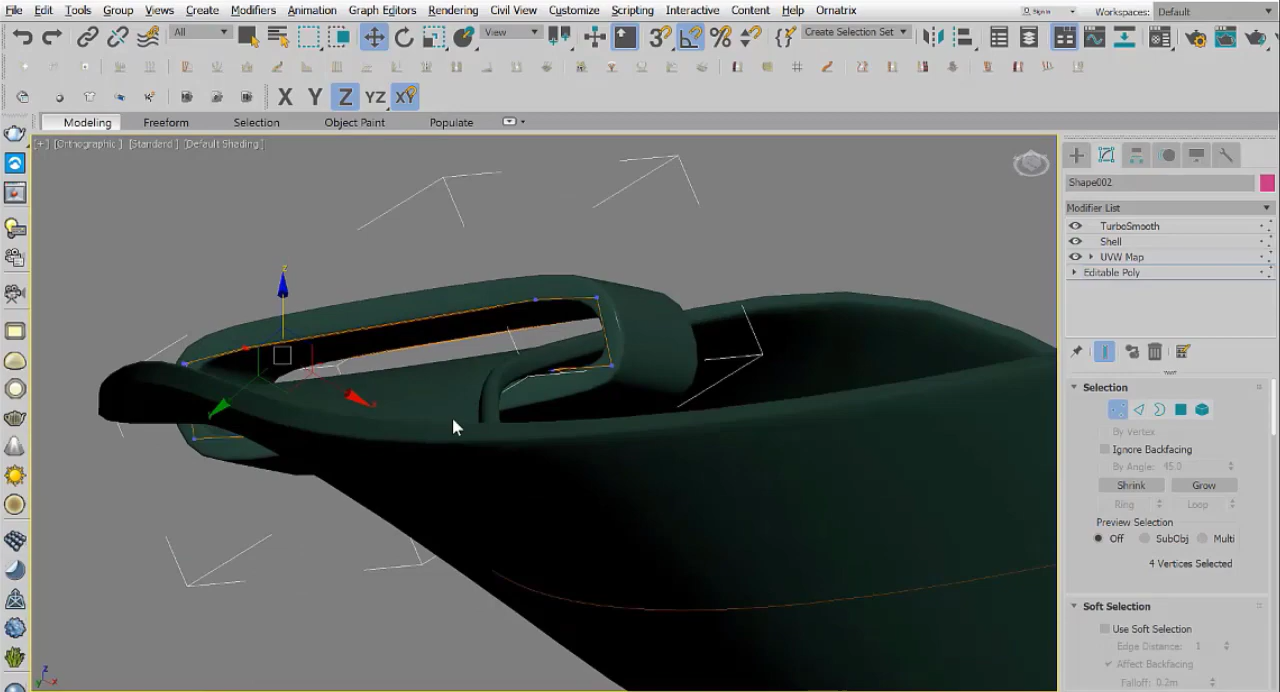 File Edit Tools Group Views Create Modifiers Animation Graph Editors Rendering Civil View Customize Scripting Interactive Content Help Ornatrix Sign In Workspaces: Default
All View Create Selection Set
X Y Z YZ XY
Modeling Freeform Selection Object Paint Populate
[+] [Orthographic ] [Standard ] [Default Shading ]
Shape002
Modifier List
TurboSmooth
Shell
UVW Map
Editable Poly
Selection
By Vertex
Ignore Backfacing
By Angle: 45.0
Shrink Grow
Ring Loop
Preview Selection
Off SubObj Multi
4 Vertices Selected
Soft Selection
Use Soft Selection
Edge Distance: 1
Affect Backfacing
Falloff: 0.2m
z
x
y
z
y x